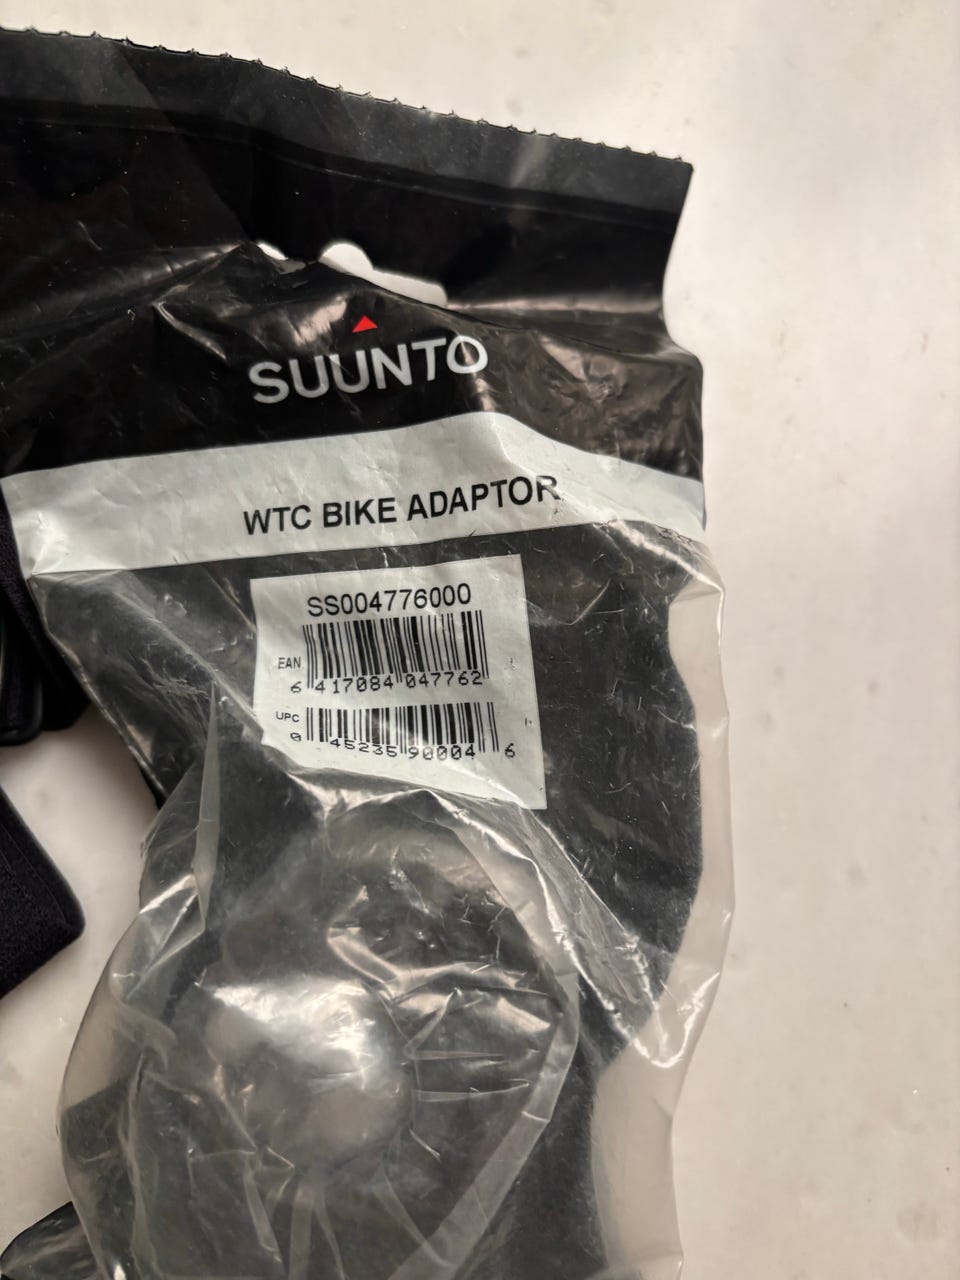 SUUNTO
WTC BIKE ADAPTOR
SS004776000
EAN
6 417084 047762
UPC
0 45235 90004 6